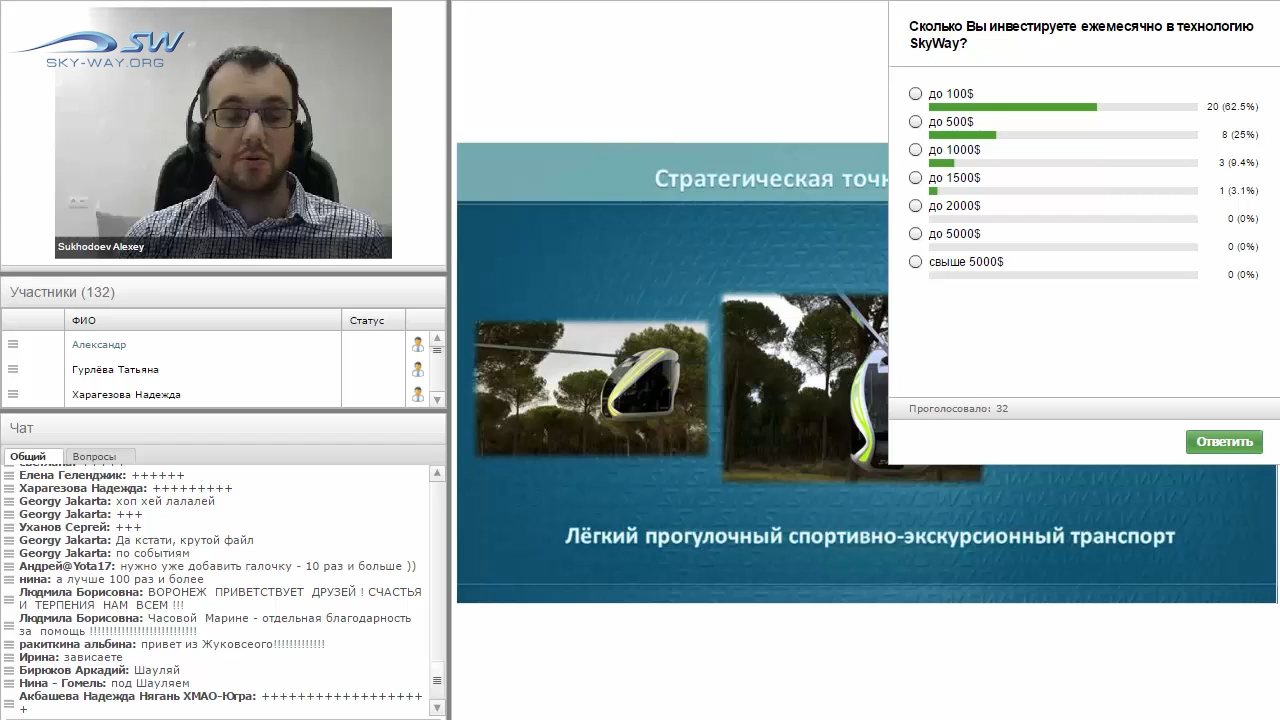 SW
SKY-WAY.ORG
Sukhodoev Alexey
Участники (132)
ФИО
Статус
Александр
Гурлёва Татьяна
Харагезова Надежда
Чат
Общий
Вопросы
Елена Геленджик: ++++++
Харагезова Надежда: +++++++++
Georgy Jakarta: хоп хей лалалей
Georgy Jakarta: +++
Уханов Сергей: +++
Georgy Jakarta: Да кстати, крутой файл
Georgy Jakarta: по событиям
Андрей@Yota17: нужно уже добавить галочку - 10 раз и больше ))
нина: а лучше 100 раз и более
Людмила Борисовна: ВОРОНЕЖ ПРИВЕТСТВУЕТ ДРУЗЕЙ ! СЧАСТЬЯ
И ТЕРПЕНИЯ НАМ ВСЕМ !!!
Людмила Борисовна: Часовой Марине - отдельная благодарность
за помощь !!!!!!!!!!!!!!!!!!!!!!!!!!!
ракиткина альбина: привет из Жуковсеого!!!!!!!!!!!!!
Ирина: зависаете
Бирюков Аркадий: Шауляй
Нина - Гомель: под Шауляем
Акбашева Надежда Нягань ХМАО-Югра: ++++++++++++++++++
+
Стратегическая точк
Лёгкий прогулочный спортивно-экскурсионный транспорт
Сколько Вы инвестируете ежемесячно в технологию
SkyWay?
до 100$
20 (62.5%)
до 500$
8 (25%)
до 1000$
3 (9.4%)
до 1500$
1 (3.1%)
до 2000$
0 (0%)
до 5000$
0 (0%)
свыше 5000$
0 (0%)
Проголосовало: 32
Ответить